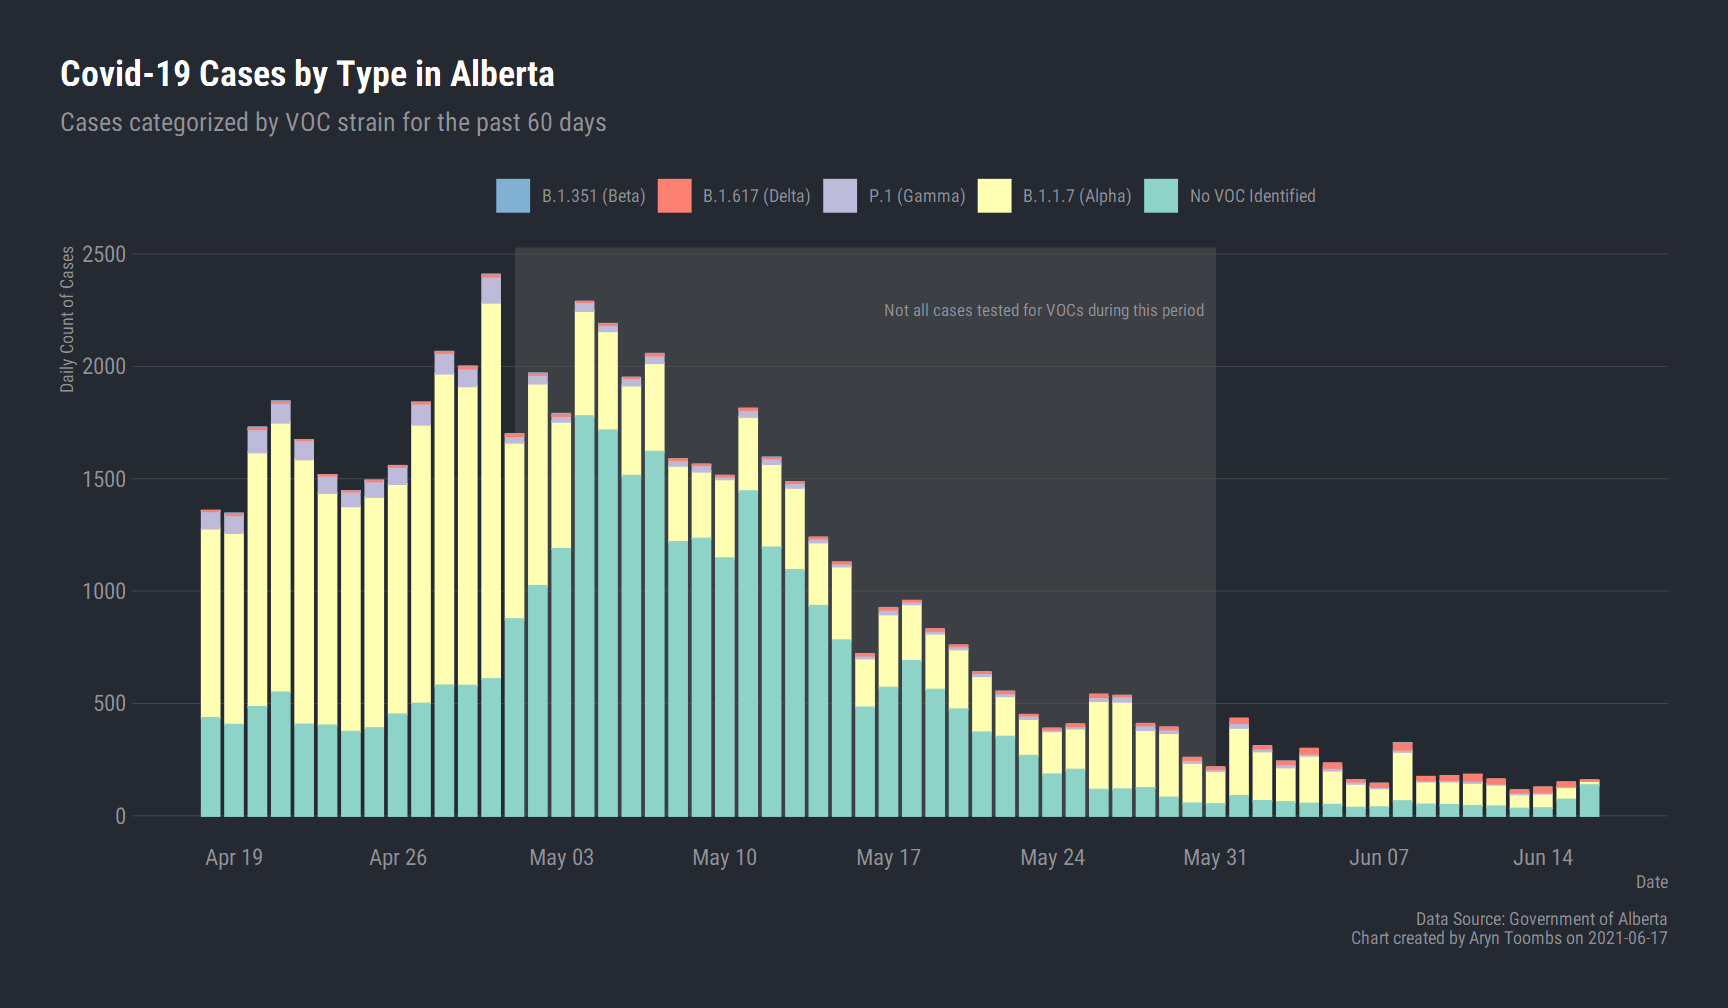 Covid-19 Cases by Type in Alberta
Cases categorized by VOC strain for the past 60 days
B.1.351 (Beta) B.1.617 (Delta) P.1 (Gamma) B.1.1.7 (Alpha) No VOC Identified
Daily Count of Cases
2500
2000
1500
1000
500
0
Not all cases tested for VOCs during this period
Apr 19 Apr 26 May 03 May 10 May 17 May 24 May 31 Jun 07 Jun 14
Date
Data Source: Government of Alberta
Chart created by Aryn Toombs on 2021-06-17